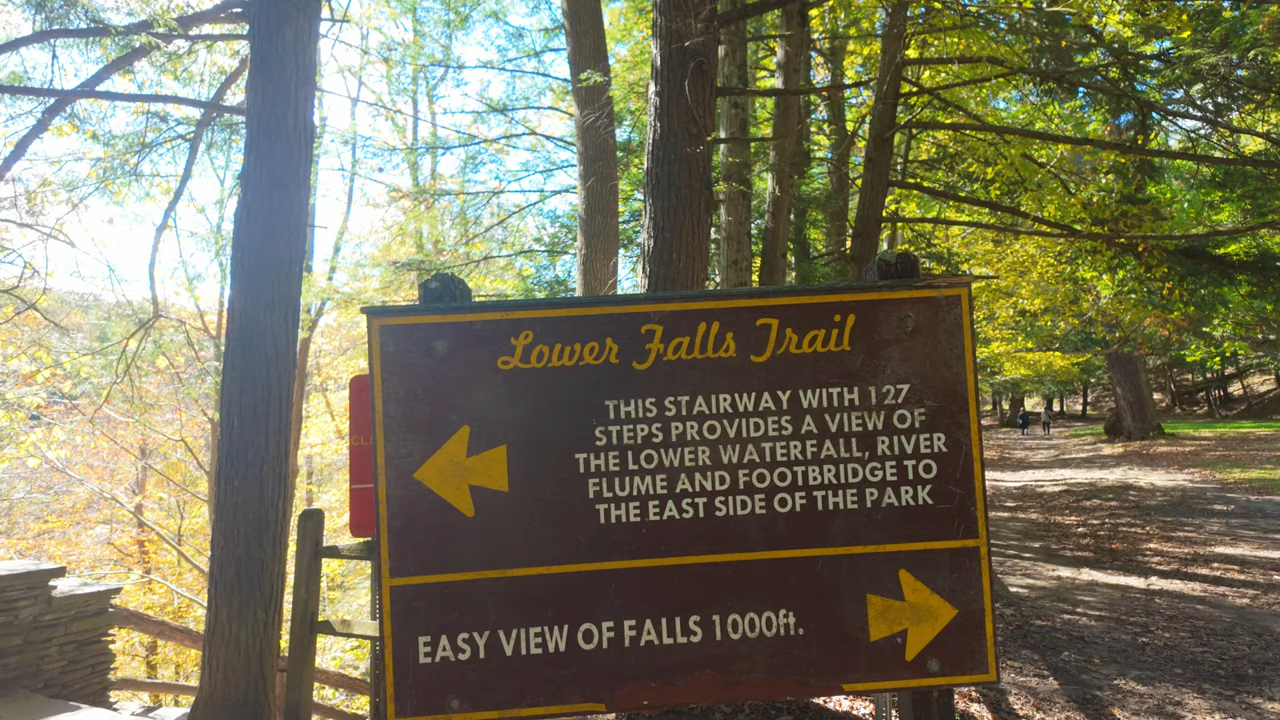 Lower Falls Trail
THIS STAIRWAY WITH 127
STEPS PROVIDES A VIEW OF
THE LOWER WATERFALL, RIVER
FLUME AND FOOTBRIDGE TO
THE EAST SIDE OF THE PARK
EASY VIEW OF FALLS 1000ft.